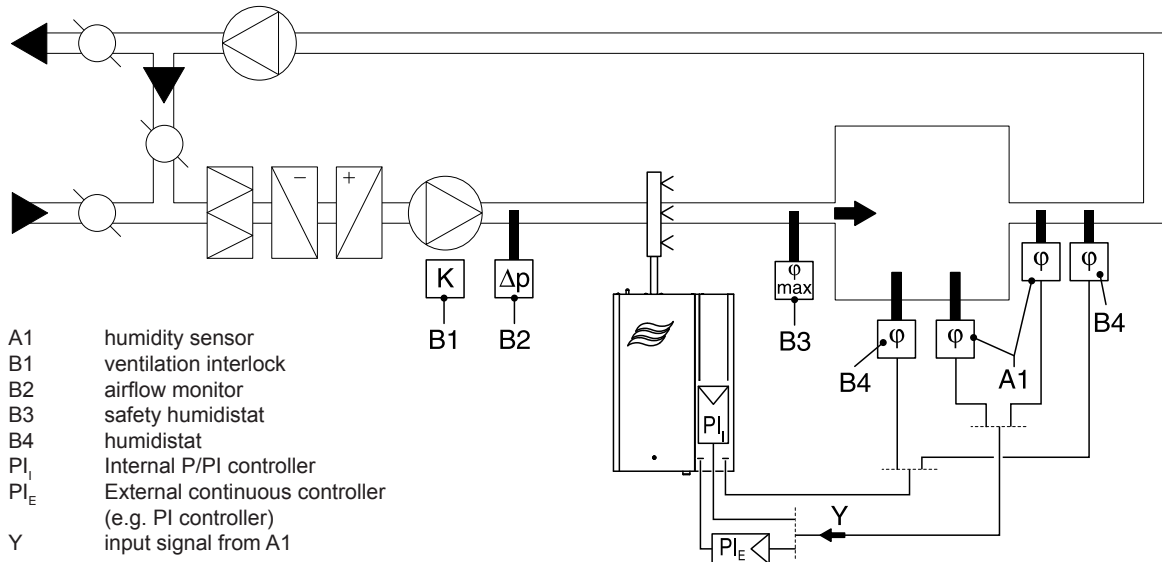 − +
K
Δp
φ
max
φ
φ
φ
φ
B1
B2
B3
B4
A1
B4
A1 humidity sensor
B1 ventilation interlock
B2 airflow monitor
B3 safety humidistat
B4 humidistat
PI_I Internal P/PI controller
PI_E External continuous controller
(e.g. PI controller)
Y input signal from A1
PI_I
PI_E
Y